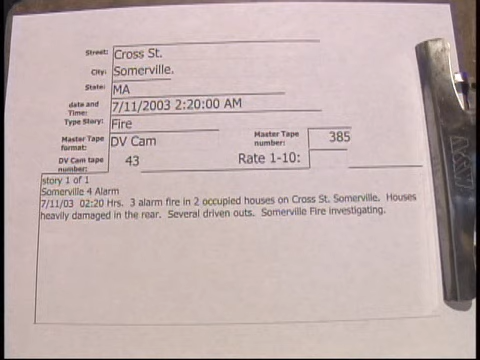 Street: Cross St.
City: Somerville.
State: MA
date and Time: 7/11/2003 2:20:00 AM
Type Story: Fire
Master Tape format: DV Cam Master Tape number: 385
DV Cam tape number: 43 Rate 1-10:
story 1 of 1
Somerville 4 Alarm
7/11/03 02:20 Hrs. 3 alarm fire in 2 occupied houses on Cross St. Somerville. Houses
heavily damaged in the rear. Several driven outs. Somerville Fire investigating.